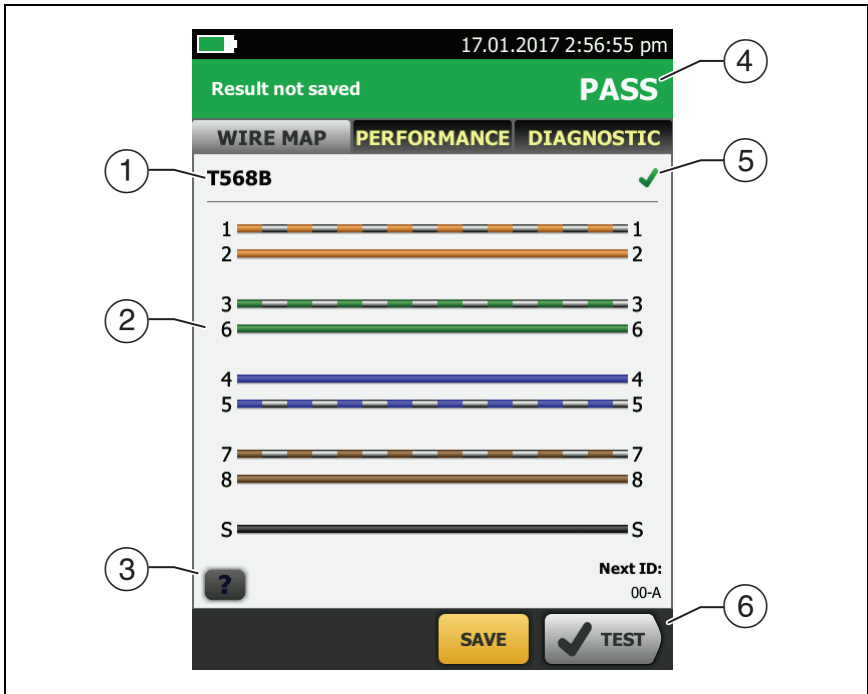 17.01.2017 2:56:55 pm
Result not saved PASS
WIRE MAP PERFORMANCE DIAGNOSTIC
T568B
1 1
2 2
3 3
6 6
4 4
5 5
7 7
8 8
S S
?
Next ID:
00-A
SAVE TEST
1
2
3
4
5
6